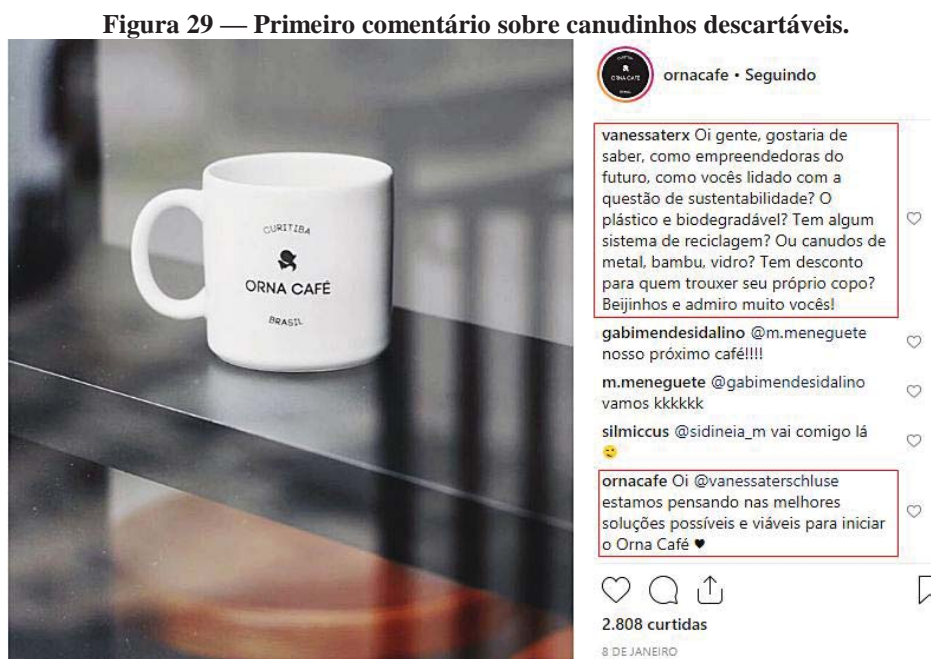 Figura 29 — Primeiro comentário sobre canudinhos descartáveis.
CURITIBA
ORNA CAFÉ
BRASIL
CURITIBA
ORNA CAFÉ
BRASIL
ornacafe • Seguindo
vanessaterx Oi gente, gostaria de
saber, como empreendedoras do
futuro, como vocês lidado com a
questão de sustentabilidade? O
plástico e biodegradável? Tem algum
sistema de reciclagem? Ou canudos de
metal, bambu, vidro? Tem desconto
para quem trouxer seu próprio copo?
Beijinhos e admiro muito vocês!
gabimendesidalino @m.meneguete
nosso próximo café!!!!
m.meneguete @gabimendesidalino
vamos kkkkkk
silmiccus @sidineia_m vai comigo lá
😉
ornacafe Oi @vanessaterschluse
estamos pensando nas melhores
soluções possíveis e viáveis para iniciar
o Orna Café ♥
2.808 curtidas
8 DE JANEIRO